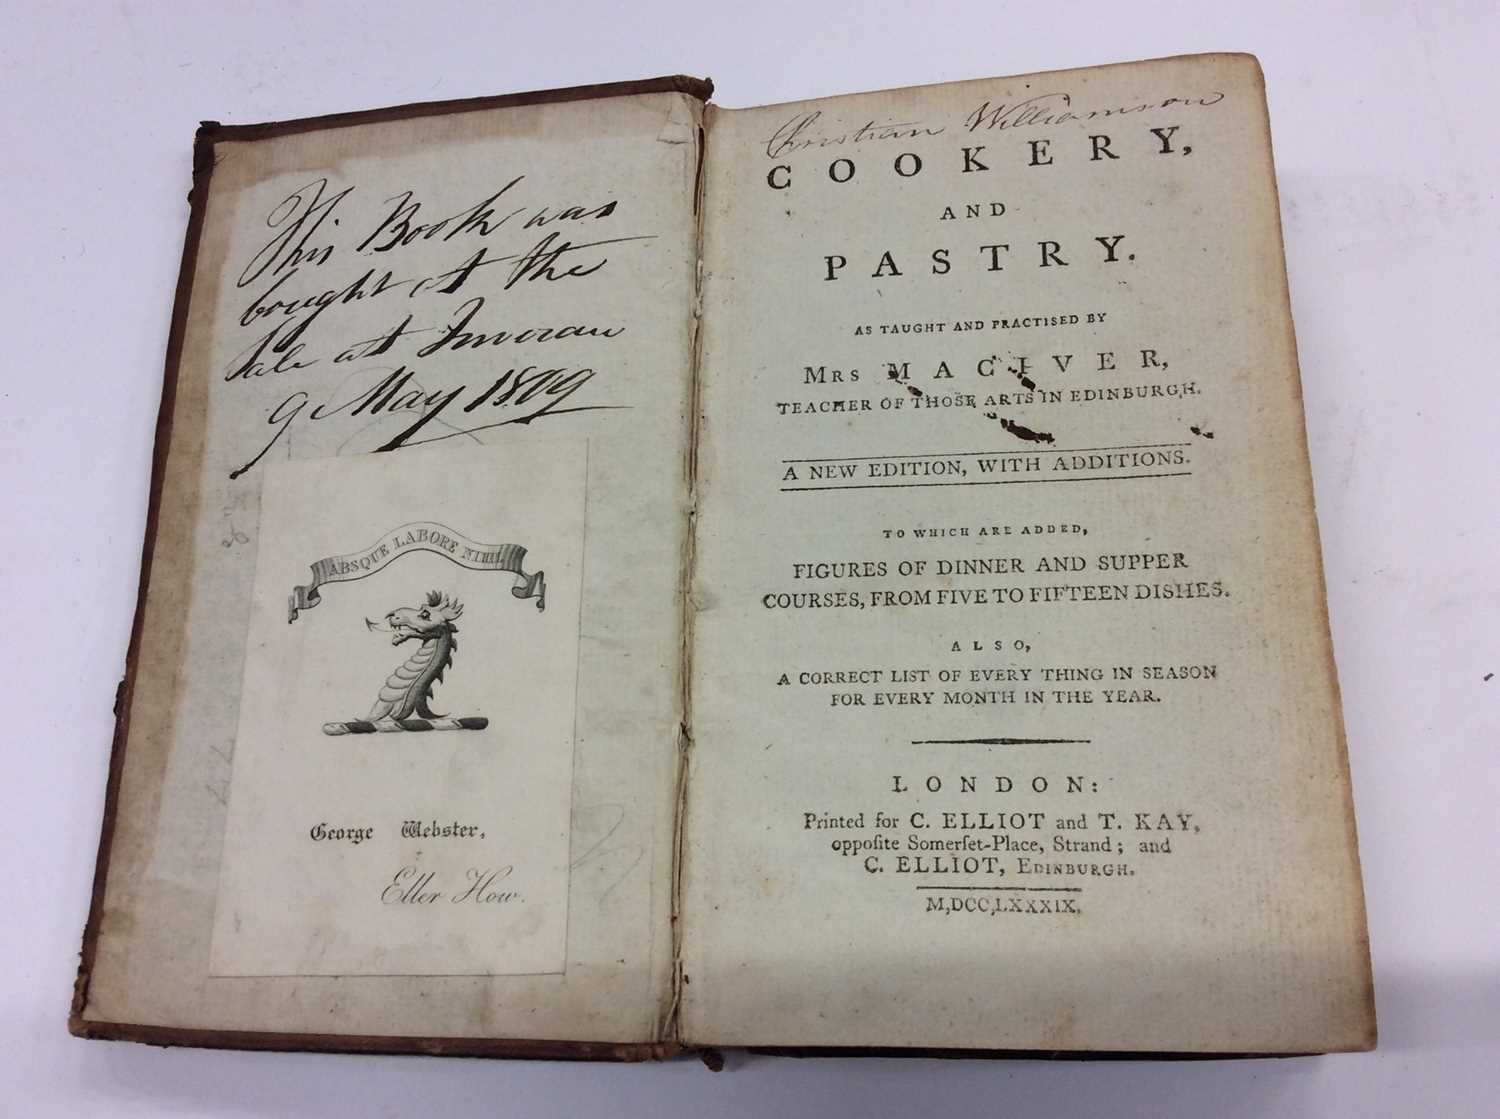 This Book was
bought at the
Sale at Inverau
9 May 1809
ABSQUE LABORE NIHIL
George Webster,
Eller How.
Christian Williamson
COOKERY,
AND
PASTRY.
AS TAUGHT AND PRACTISED BY
MRS MACIVER,
TEACHER OF THOSE ARTS IN EDINBURGH.
A NEW EDITION, WITH ADDITIONS.
TO WHICH ARE ADDED,
FIGURES OF DINNER AND SUPPER
COURSES, FROM FIVE TO FIFTEEN DISHES.
ALSO,
A CORRECT LIST OF EVERY THING IN SEASON
FOR EVERY MONTH IN THE YEAR.
LONDON:
Printed for C. ELLIOT and T. KAY,
oppoſite Somerſet-Place, Strand; and
C. ELLIOT, EDINBURGH.
M,DCC,LXXXIX.